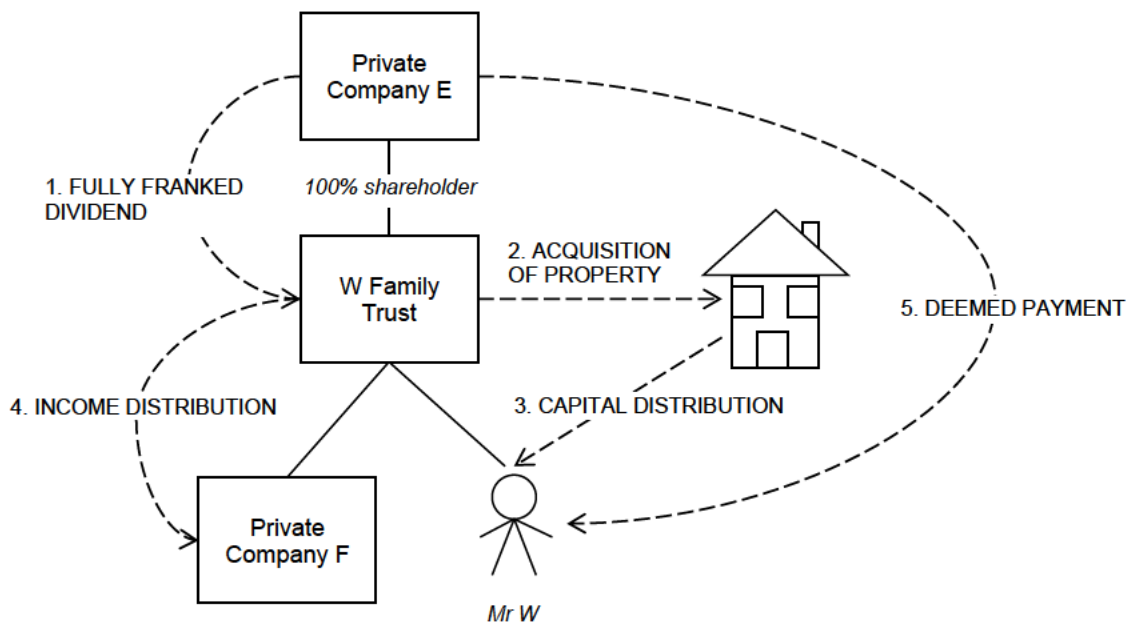 Private
Company E
1. FULLY FRANKED
DIVIDEND
100% shareholder
2. ACQUISITION
OF PROPERTY
W Family
Trust
5. DEEMED PAYMENT
4. INCOME DISTRIBUTION
3. CAPITAL DISTRIBUTION
Private
Company F
Mr W